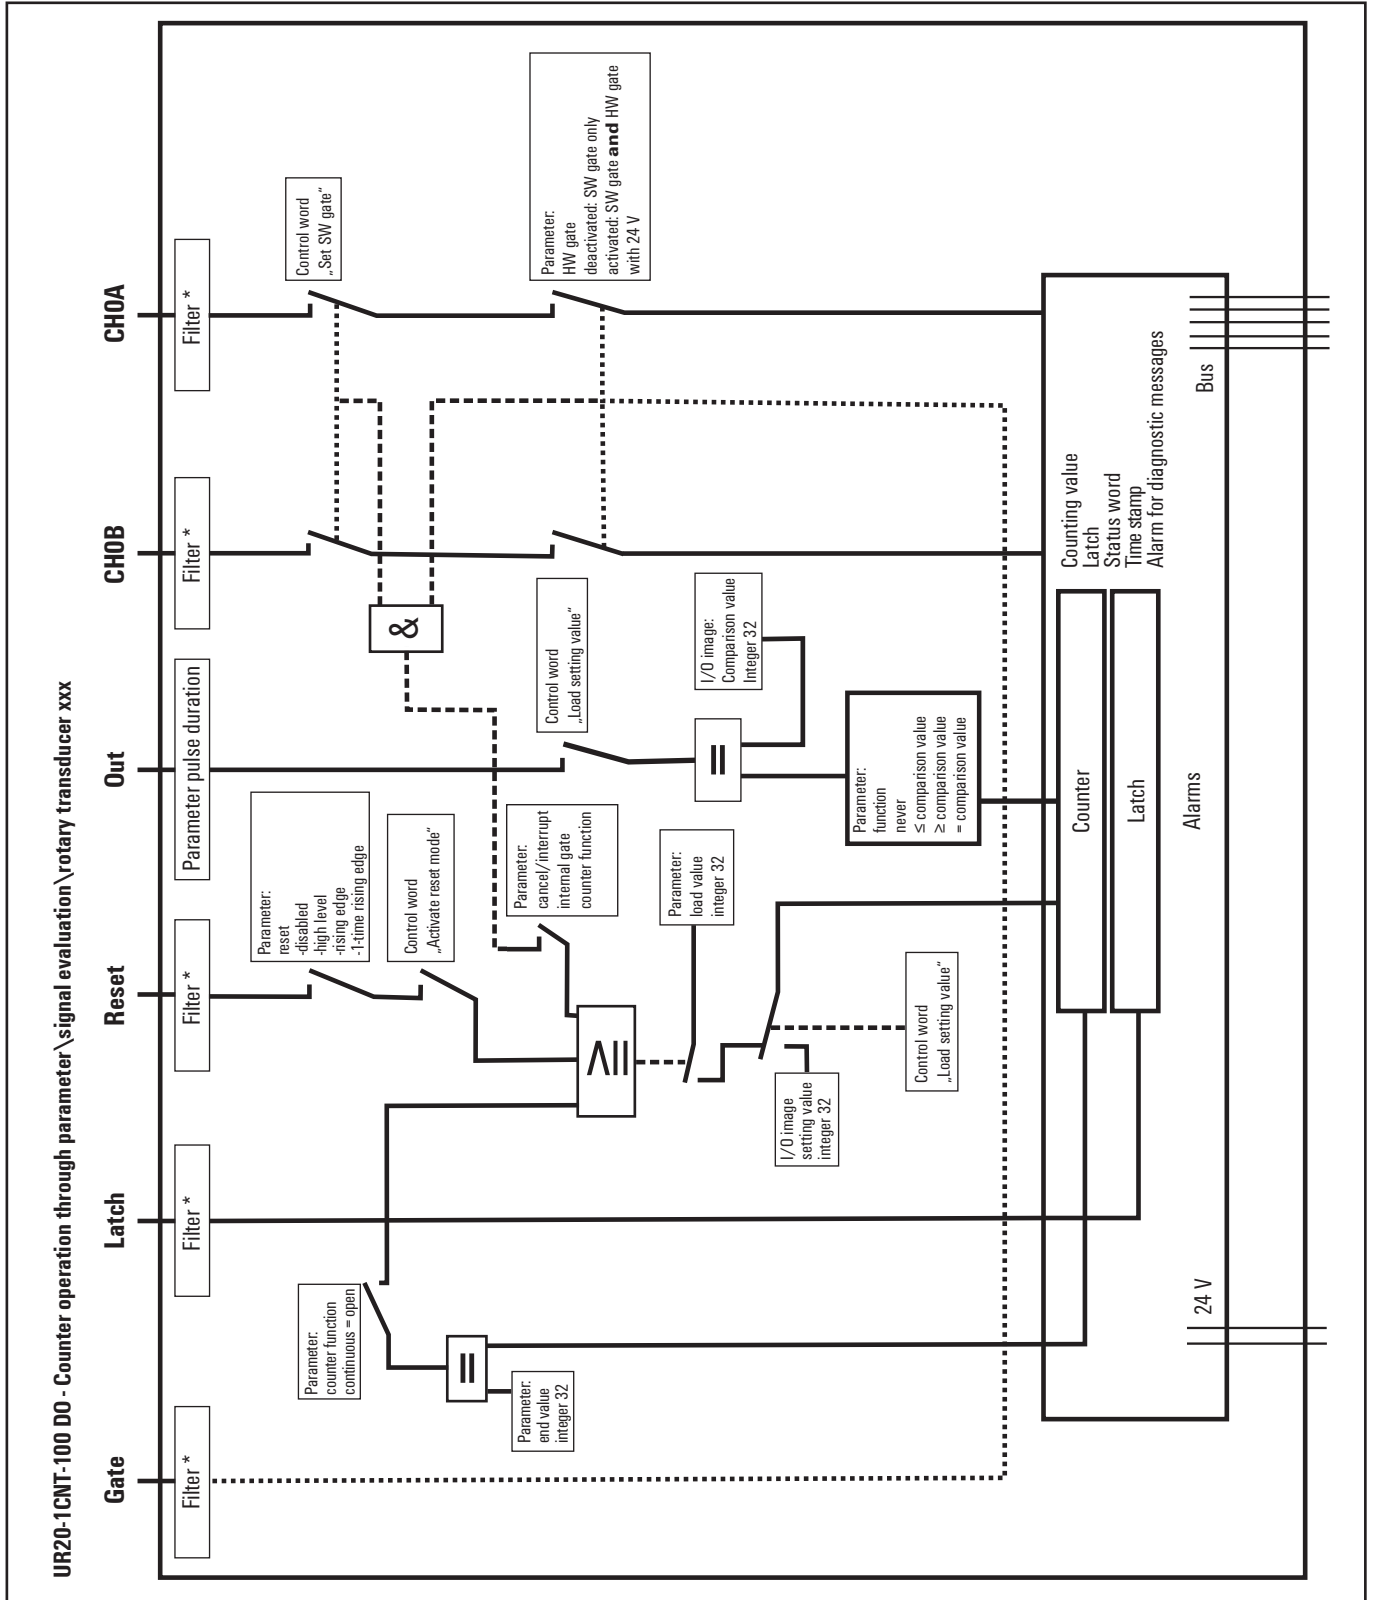 UR20-1CNT-100 DO - Counter operation through parameter\signal evaluation\rotary transducer xxx
Gate
Latch
Reset
Out
CH0B
CH0A
Filter *
Filter *
Filter *
Parameter pulse duration
Filter *
Filter *
Parameter:
counter function
continuous = open
Parameter:
reset
-disabled
-high level
-rising edge
-1-time rising edge
Control word
„Set SW gate“
Control word
„Activate reset mode“
&
=
Parameter:
end value
integer 32
Parameter:
cancel/interrupt
internal gate
counter function
Control word
„Load setting value“
Parameter:
HW gate
deactivated: SW gate only
activated: SW gate and HW gate
with 24 V
≥
Parameter:
load value
integer 32
=
I/O image:
Comparison value
Integer 32
I/O image
setting value
integer 32
Control word
„Load setting value“
Parameter:
function
never
≤ comparison value
≥ comparison value
= comparison value
Counter
Latch
Counting value
Latch
Status word
Time stamp
Alarm for diagnostic messages
Alarms
24 V
Bus